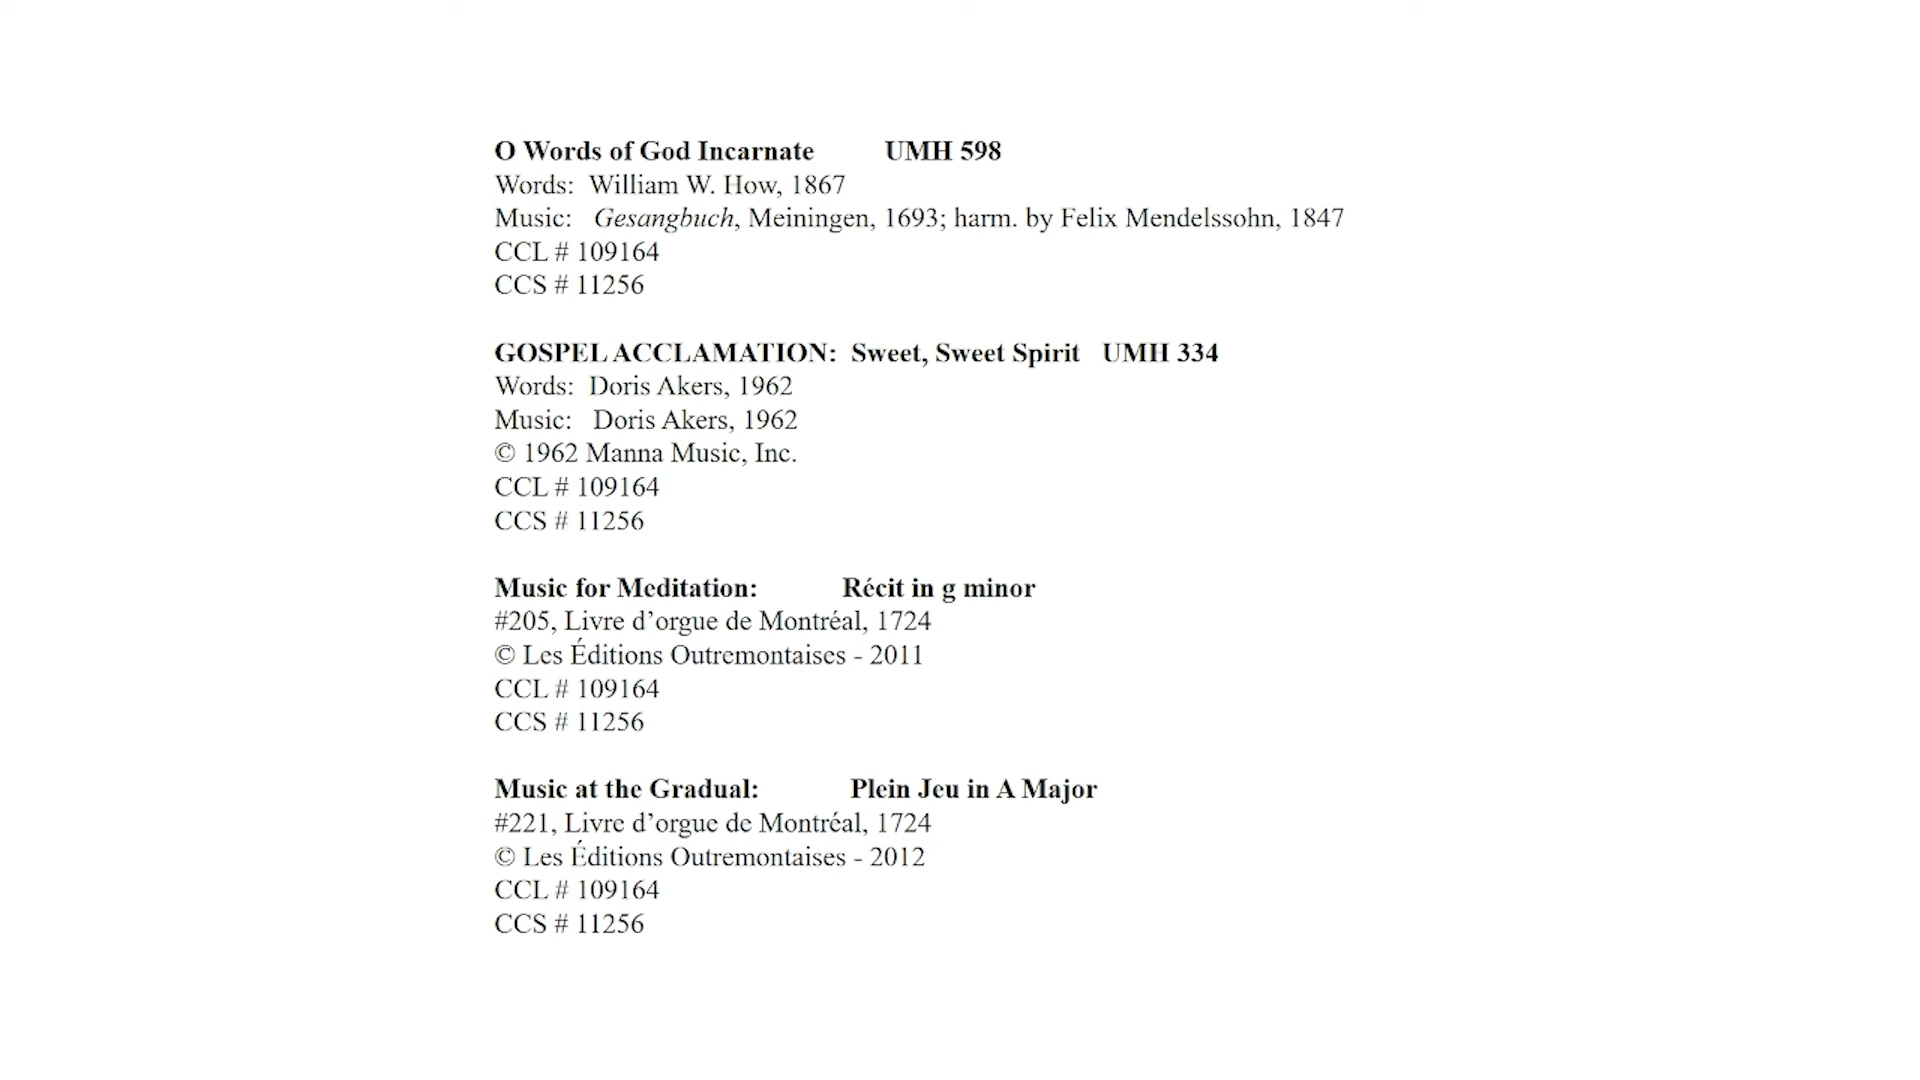 O Words of God Incarnate UMH 598
Words: William W. How, 1867
Music: Gesangbuch, Meiningen, 1693; harm. by Felix Mendelssohn, 1847
CCL # 109164
CCS # 11256
GOSPEL ACCLAMATION: Sweet, Sweet Spirit UMH 334
Words: Doris Akers, 1962
Music: Doris Akers, 1962
© 1962 Manna Music, Inc.
CCL # 109164
CCS # 11256
Music for Meditation: Récit in g minor
#205, Livre d’orgue de Montréal, 1724
© Les Éditions Outremontaises - 2011
CCL # 109164
CCS # 11256
Music at the Gradual: Plein Jeu in A Major
#221, Livre d’orgue de Montréal, 1724
© Les Éditions Outremontaises - 2012
CCL # 109164
CCS # 11256